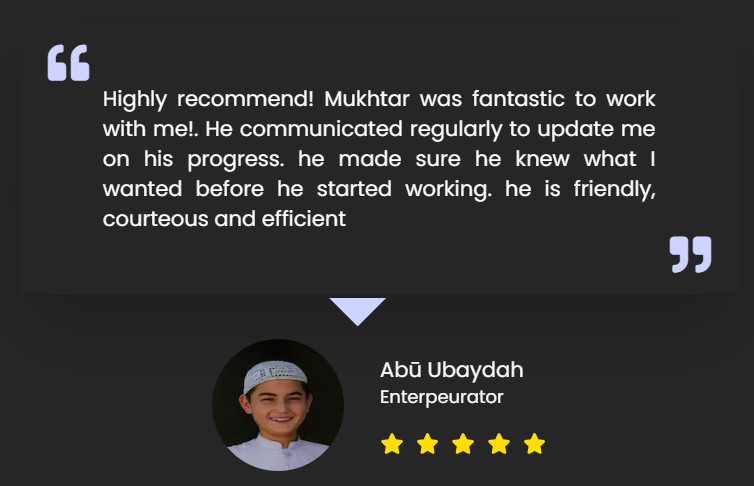 Highly recommend! Mukhtar was fantastic to work
with me!. He communicated regularly to update me
on his progress. he made sure he knew what I
wanted before he started working. he is friendly,
courteous and efficient
Abū Ubaydah
Enterpeurator